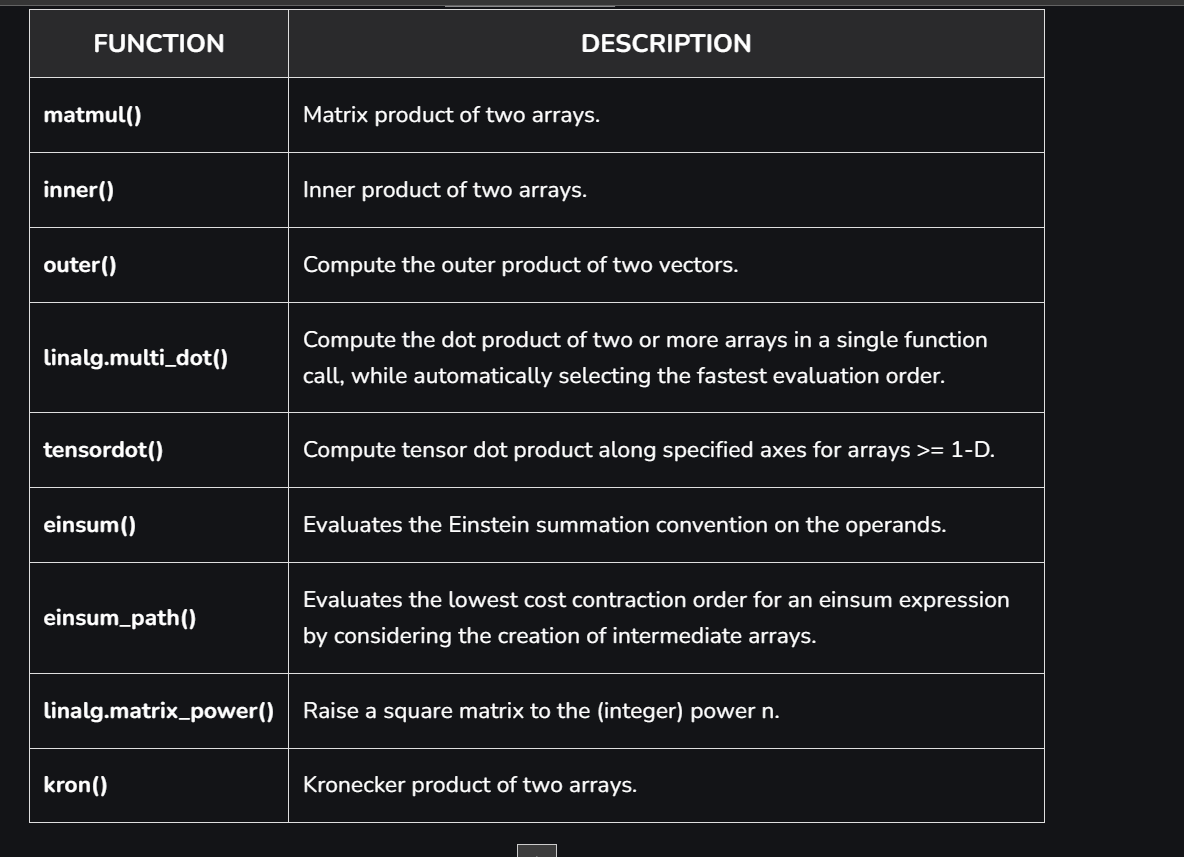 FUNCTION DESCRIPTION
matmul() Matrix product of two arrays.
inner() Inner product of two arrays.
outer() Compute the outer product of two vectors.
linalg.multi_dot() Compute the dot product of two or more arrays in a single function
call, while automatically selecting the fastest evaluation order.
tensordot() Compute tensor dot product along specified axes for arrays >= 1-D.
einsum() Evaluates the Einstein summation convention on the operands.
einsum_path() Evaluates the lowest cost contraction order for an einsum expression
by considering the creation of intermediate arrays.
linalg.matrix_power() Raise a square matrix to the (integer) power n.
kron() Kronecker product of two arrays.